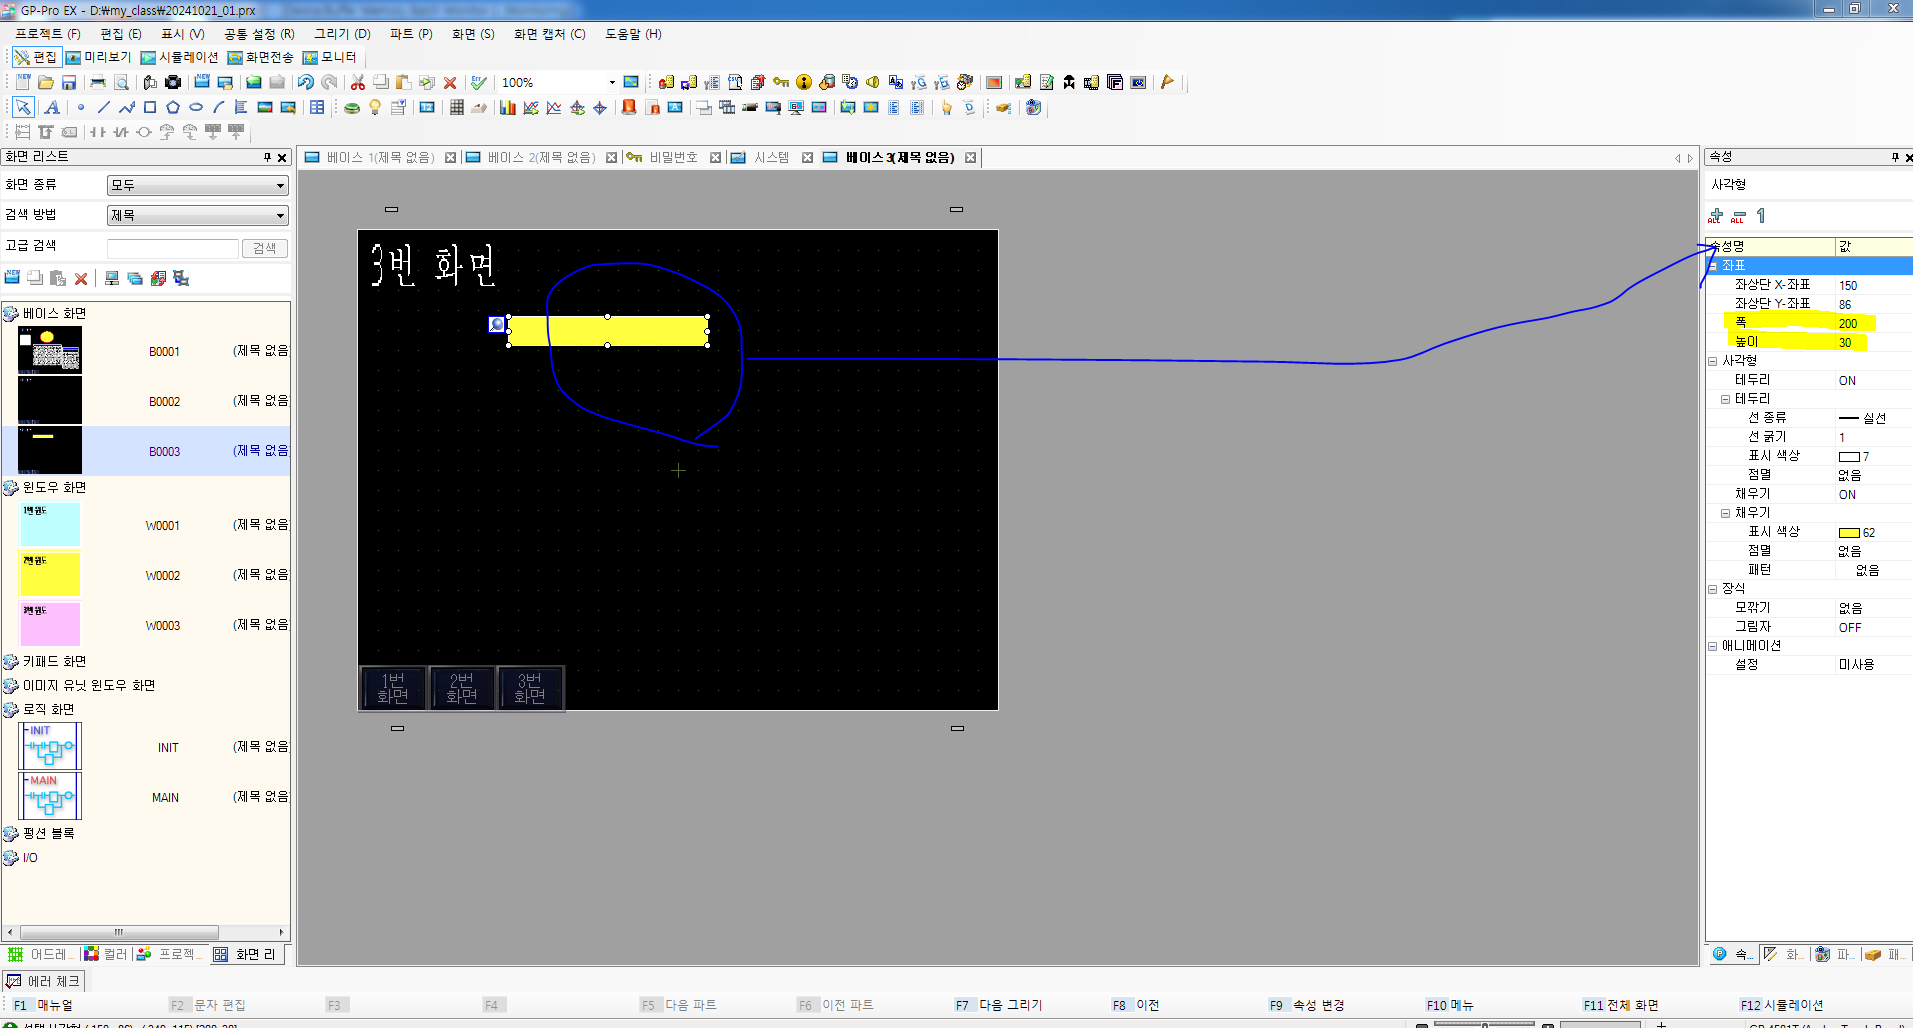 GP-Pro EX - D:\my_class\20241021_01.prx
프로젝트 (F) 편집 (E) 표시 (V) 공통 설정 (R) 그리기 (D) 파트 (P) 화면 (S) 화면 캡처 (C) 도움말 (H)
편집 미리보기 시뮬레이션 화면전송 모니터
100%
화면 리스트
베이스 1(제목 없음) 베이스 2(제목 없음) 비밀번호 시스템 베이스 3(제목 없음)
속성
화면 종류 모두
사각형
검색 방법 제목
고급 검색 검색
3번 화면
속성명 값
좌표
좌상단 X-좌표 150
좌상단 Y-좌표 86
폭 200
높이 30
사각형
테두리 ON
테두리
선 종류 실선
선 굵기 1
표시 색상 7
점멸 없음
채우기 ON
채우기
표시 색상 62
점멸 없음
패턴 없음
장식
모깎기 없음
그림자 OFF
애니메이션
설정 미사용
베이스 화면
B0001 (제목 없음
B0002 (제목 없음
B0003 (제목 없음
윈도우 화면
1번 윈도
W0001 (제목 없음
2번 윈도
W0002 (제목 없음
3번 윈도
W0003 (제목 없음
키패드 화면
이미지 유닛 윈도우 화면
로직 화면
INIT
INIT (제목 없음
MAIN
MAIN (제목 없음
펑션 블록
I/O
1번 화면 2번 화면 3번 화면
어드레... 컬러 프로젝... 화면 리
속... 화... 파... 패...
에러 체크
F1 매뉴얼 F2 문자 편집 F3 F4 F5 다음 파트 F6 이전 파트 F7 다음 그리기 F8 이전 F9 속성 변경 F10 메뉴 F11 전체 화면 F12 시뮬레이션